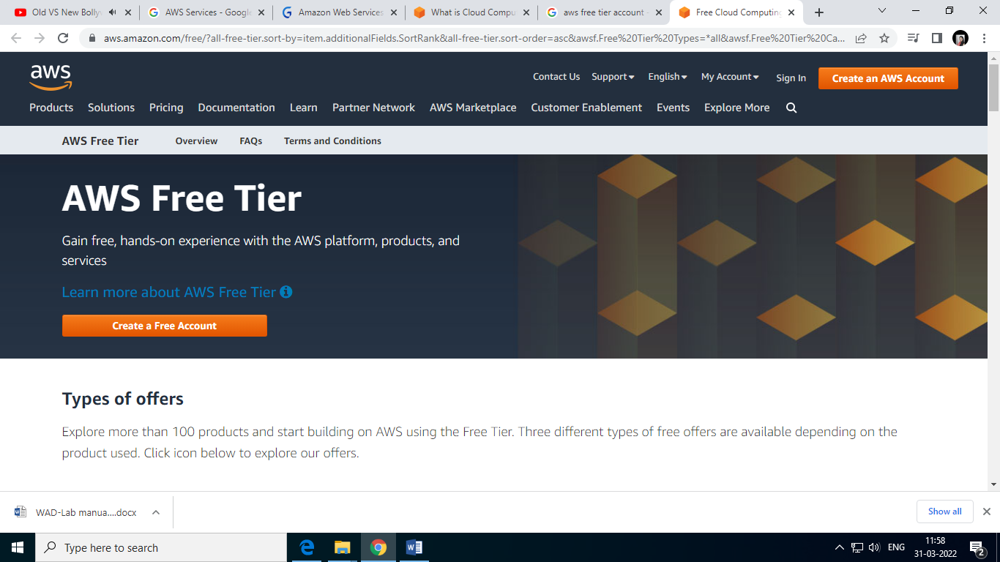 Old VS New Bolly
AWS Services - Google
Amazon Web Services
What is Cloud Compu
aws free tier account -
Free Cloud Computing
aws.amazon.com/free/?all-free-tier.sort-by=item.additionalFields.SortRank&all-free-tier.sort-order=asc&awsf.Free%20Tier%20Types=*all&awsf.Free%20Tier%20Ca...
aws
Contact Us Support English My Account Sign In Create an AWS Account
Products Solutions Pricing Documentation Learn Partner Network AWS Marketplace Customer Enablement Events Explore More
AWS Free Tier Overview FAQs Terms and Conditions
AWS Free Tier
Gain free, hands-on experience with the AWS platform, products, and
services
Learn more about AWS Free Tier
Create a Free Account
Types of offers
Explore more than 100 products and start building on AWS using the Free Tier. Three different types of free offers are available depending on the
product used. Click icon below to explore our offers.
WAD-Lab manua....docx
Show all
Type here to search
ENG
11:58
31-03-2022
2